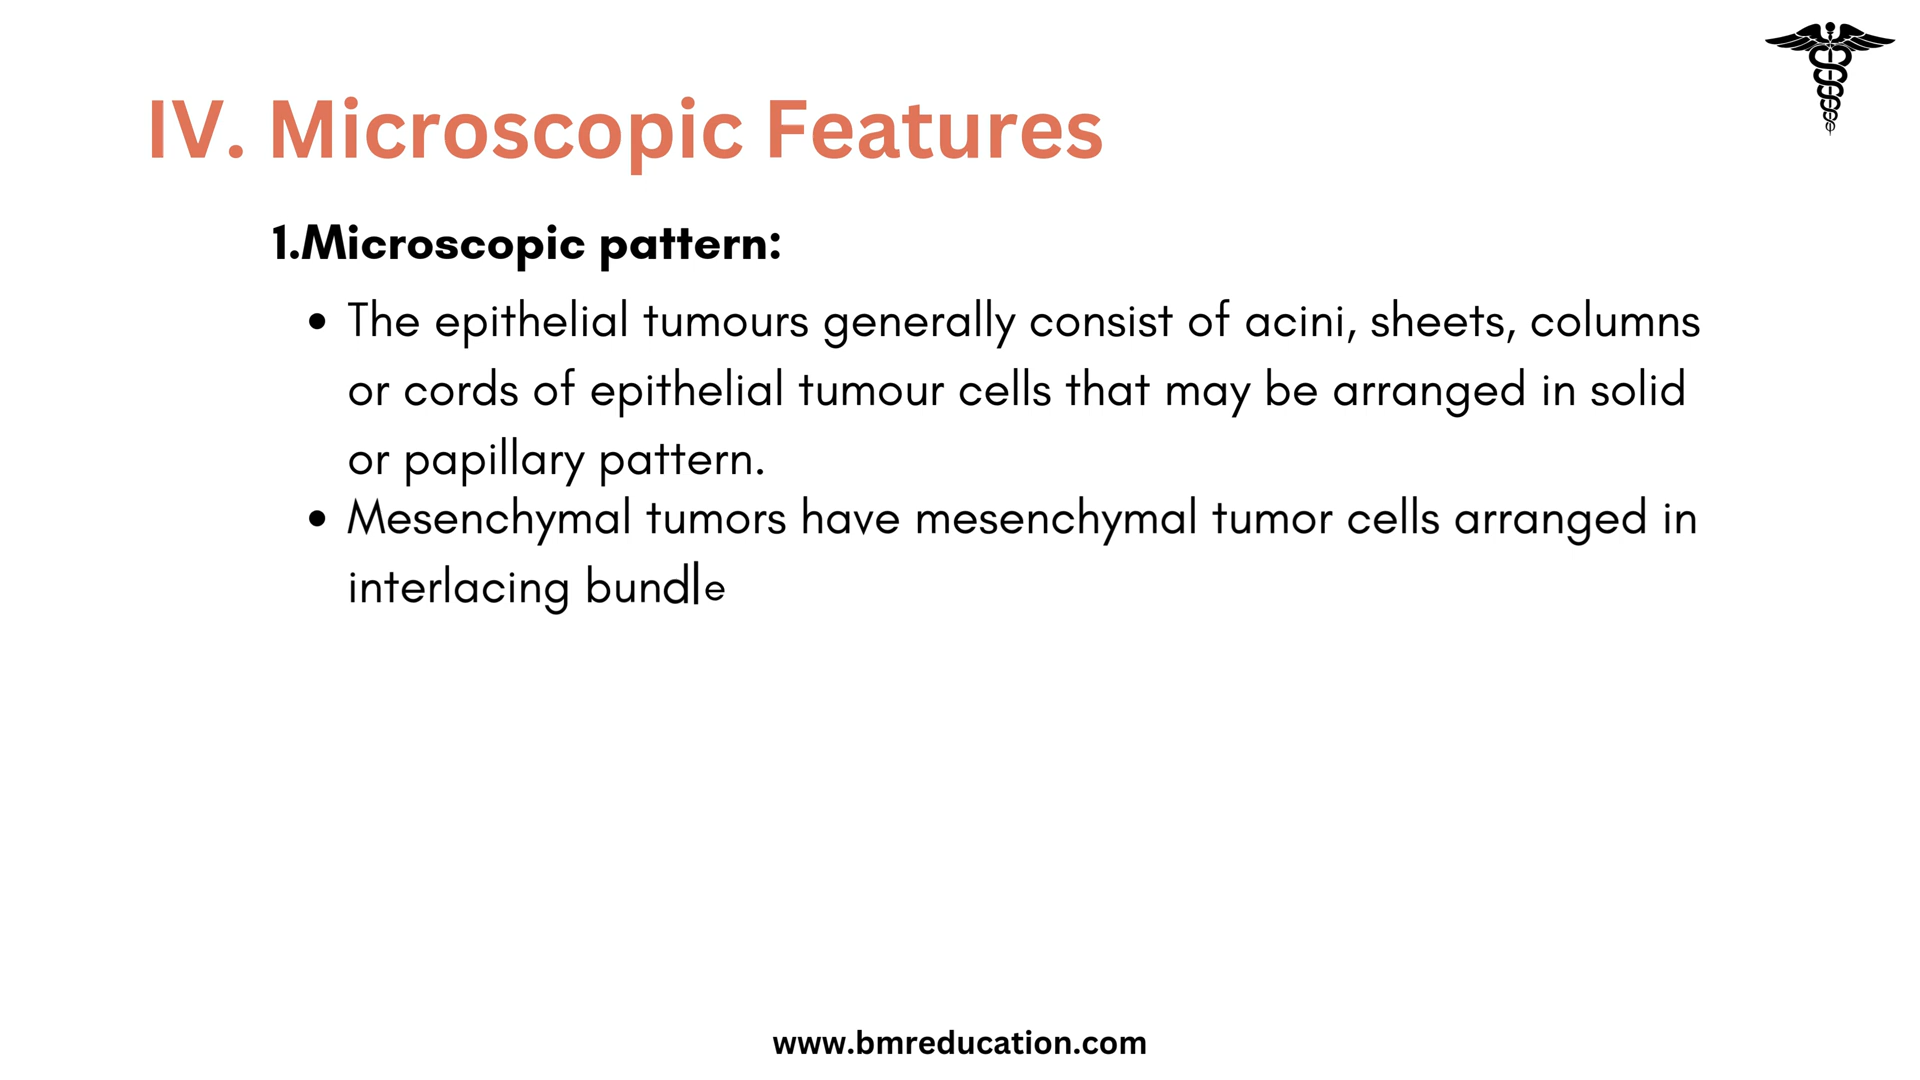 IV. Microscopic Features
1.Microscopic pattern:
• The epithelial tumours generally consist of acini, sheets, columns
or cords of epithelial tumour cells that may be arranged in solid
or papillary pattern.
• Mesenchymal tumors have mesenchymal tumor cells arranged in
interlacing bundle
www.bmreducation.com